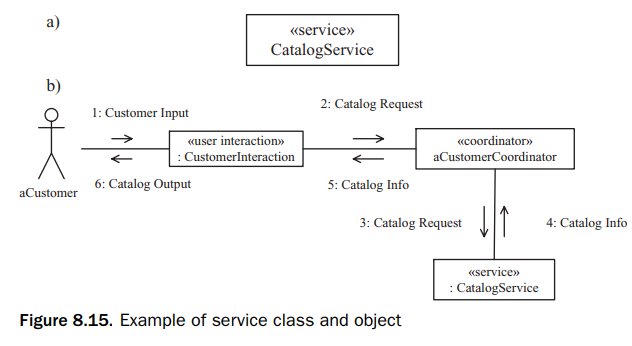 a)
«service»
CatalogService
b)
1: Customer Input
2: Catalog Request
«user interaction»
: CustomerInteraction
«coordinator»
aCustomerCoordinator
aCustomer
6: Catalog Output
5: Catalog Info
3: Catalog Request
4: Catalog Info
«service»
: CatalogService
Figure 8.15. Example of service class and object